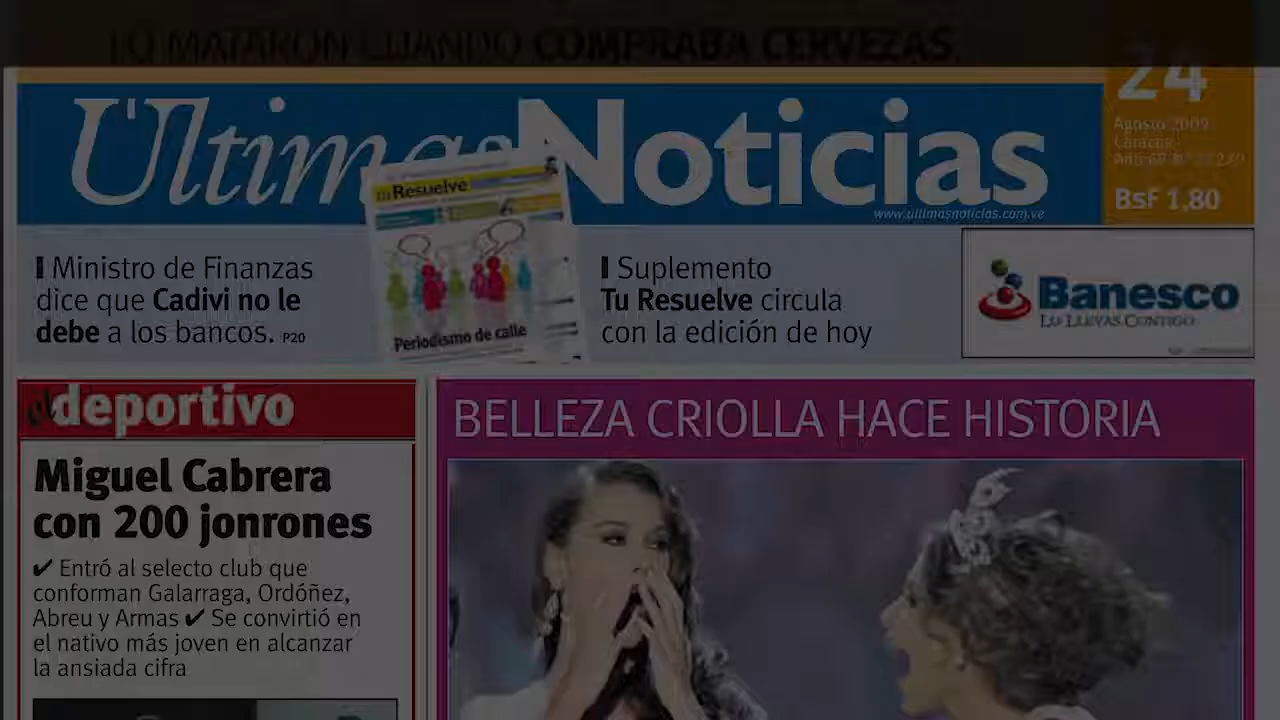 LO MATARON CUANDO COMPRABA CERVEZAS.
Últimas Noticias
24
Agosto 2009
Caracas
BsF 1,80
www.ultimasnoticias.com.ve
Ministro de Finanzas
dice que Cadivi no le
debe a los bancos. P20
tu Resuelve
Periodismo de calle
Suplemento
Tu Resuelve circula
con la edición de hoy
Banesco
LO LLEVAS CONTIGO
el deportivo
Miguel Cabrera
con 200 jonrones
✔ Entró al selecto club que
conforman Galarraga, Ordóñez,
Abreu y Armas ✔ Se convirtió en
el nativo más joven en alcanzar
la ansiada cifra
BELLEZA CRIOLLA HACE HISTORIA